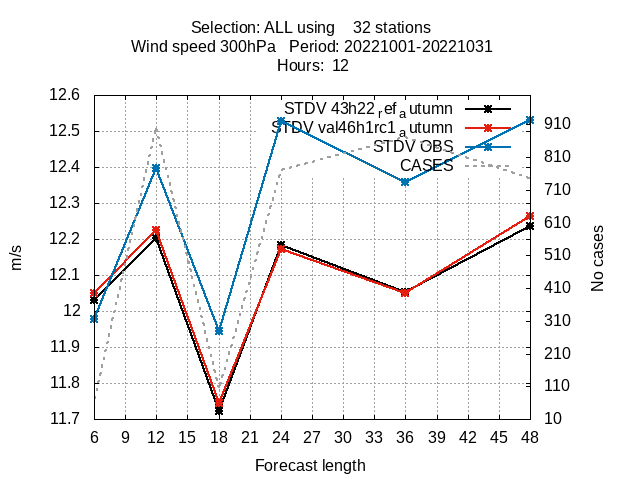 Selection: ALL using    32 stations
Wind speed 300hPa   Period: 20221001-20221031
Hours:  12
STDV 43h22_ref_autumn
STDV val46h1rc1_autumn
STDV OBS
CASES
12.6
12.5
12.4
12.3
12.2
12.1
12
11.9
11.8
11.7
m/s
910
810
710
610
510
410
310
210
110
10
No cases
6 9 12 15 18 21 24 27 30 33 36 39 42 45 48
Forecast length